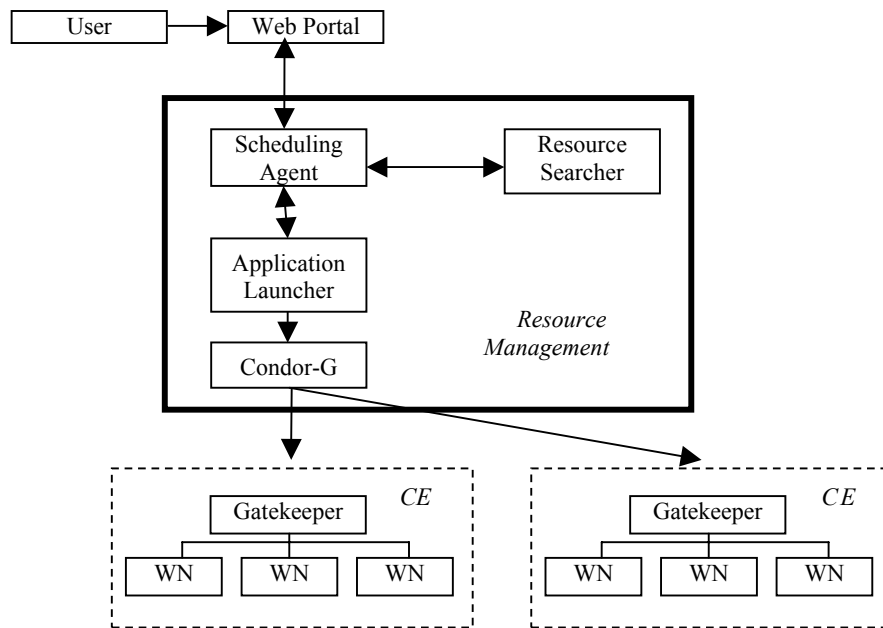 User
Web Portal
Scheduling
Agent
Resource
Searcher
Application
Launcher
Resource
Management
Condor-G
CE
Gatekeeper
WN
WN
WN
CE
Gatekeeper
WN
WN
WN